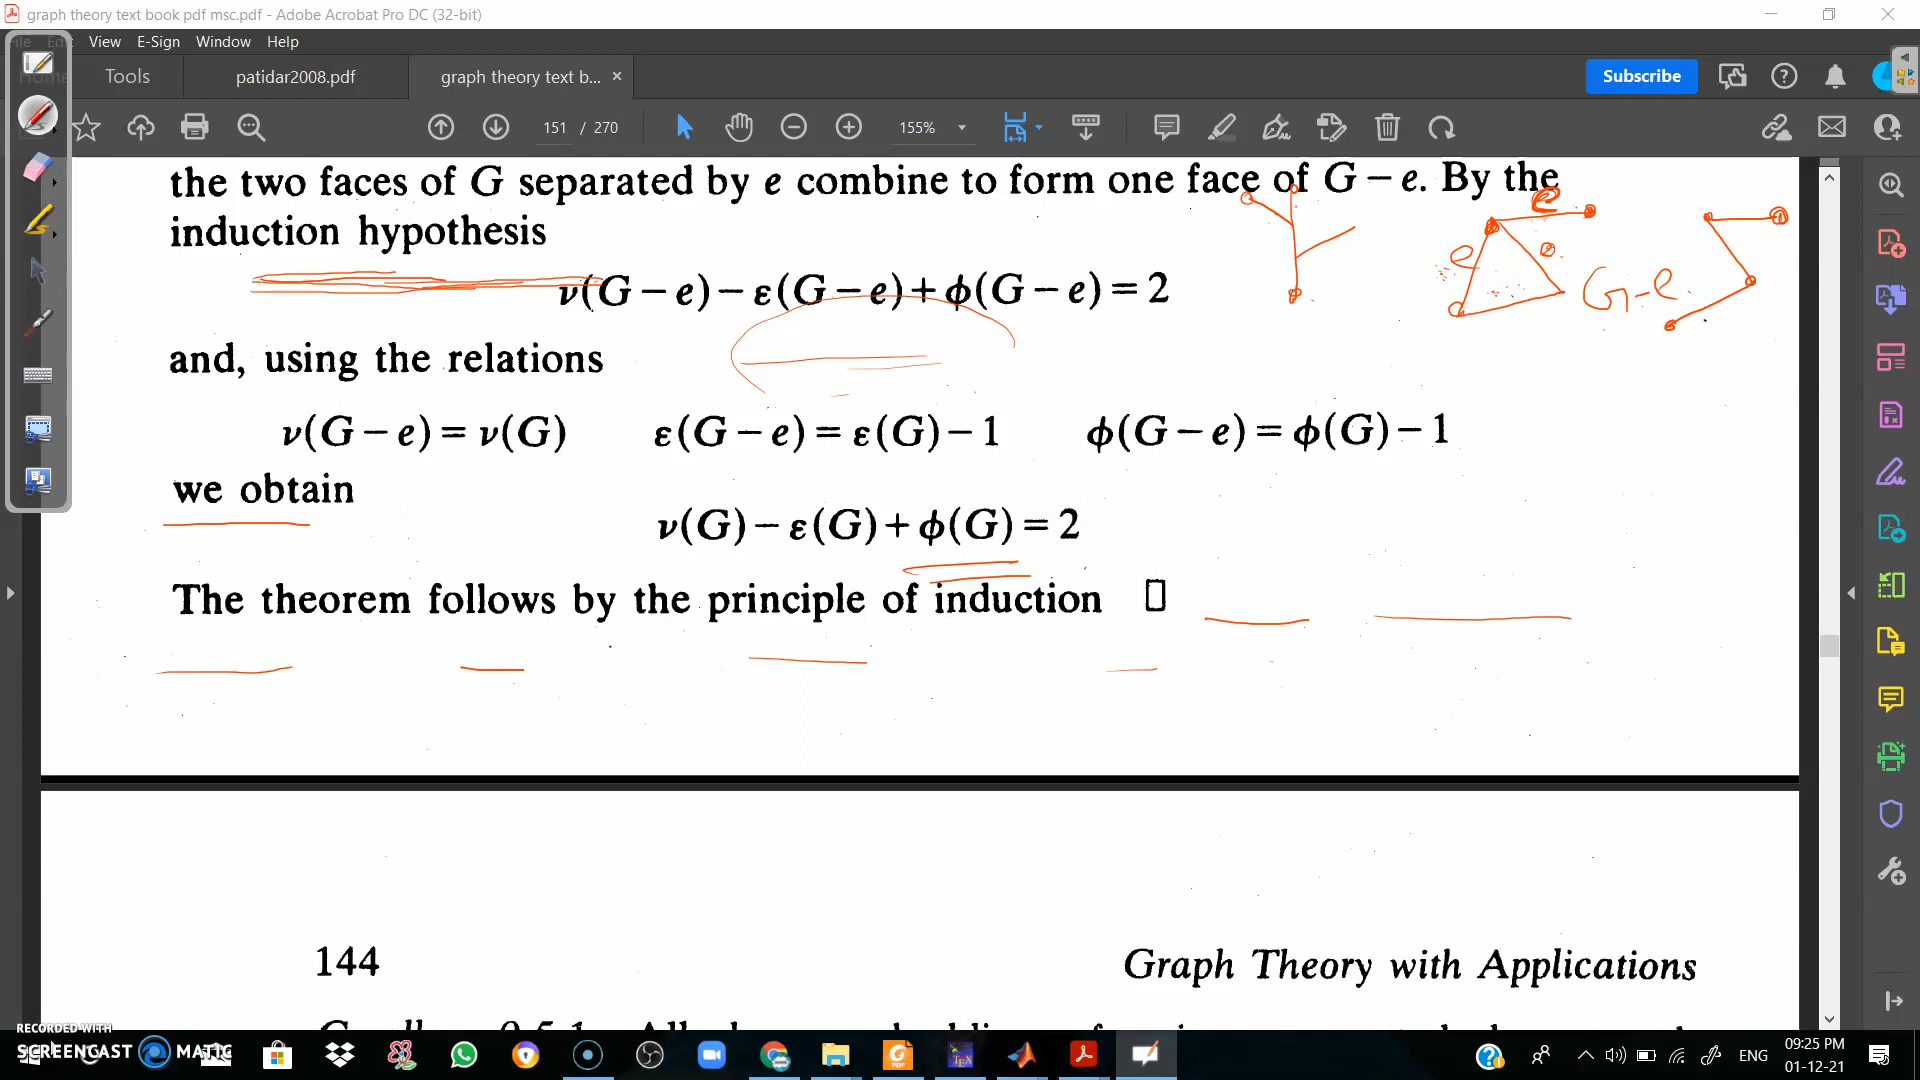 graph theory text book pdf msc.pdf - Adobe Acrobat Pro DC (32-bit)
View E-Sign Window Help
Tools patidar2008.pdf graph theory text b... × Subscribe
151 / 270 155%
the two faces of G separated by e combine to form one face of G − e. By the
induction hypothesis
ν(G − e) − ε(G − e) + φ(G − e) = 2
e
e
G-e
and, using the relations
ν(G − e) = ν(G) ε(G − e) = ε(G) − 1 φ(G − e) = φ(G) − 1
we obtain
ν(G) − ε(G) + φ(G) = 2
The theorem follows by the principle of induction □
144 Graph Theory with Applications
RECORDED WITH
SCREENCAST MATIC
ENG
09:25 PM
01-12-21